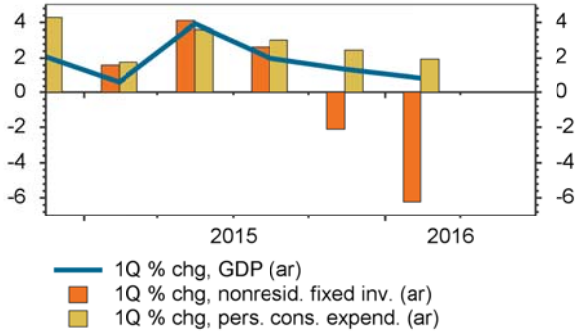 4 4
2 2
0 0
-2 -2
-4 -4
-6 -6
2015 2016
1Q % chg, GDP (ar)
1Q % chg, nonresid. fixed inv. (ar)
1Q % chg, pers. cons. expend. (ar)